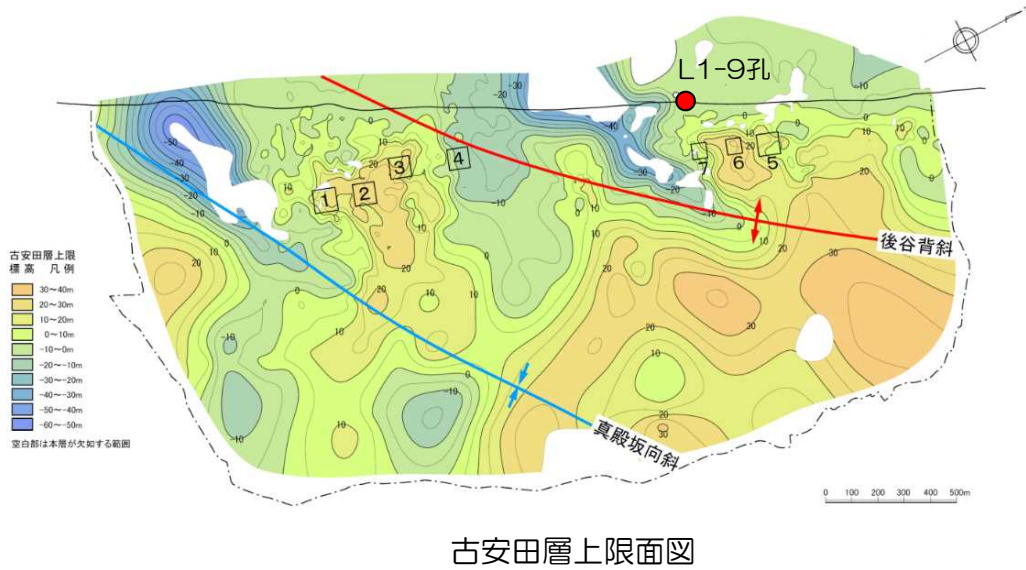 L1-9孔
1
2
3
4
7
6
5
後谷背斜
真殿坂向斜
古安田層上限
標高 凡例
30～40m
20～30m
10～20m
0～10m
-10～0m
-20～-10m
-30～-20m
-40～-30m
-50～-40m
-60～-50m
空白部は本層が欠如する範囲
0 100 200 300 400 500m
古安田層上限面図